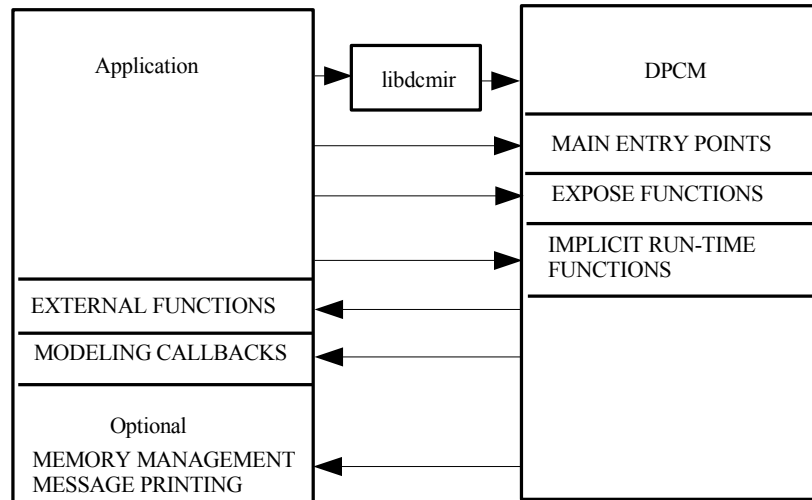 Application
libdcmir
DPCM
MAIN ENTRY POINTS
EXPOSE FUNCTIONS
IMPLICIT RUN-TIME
FUNCTIONS
EXTERNAL FUNCTIONS
MODELING CALLBACKS
Optional
MEMORY MANAGEMENT
MESSAGE PRINTING